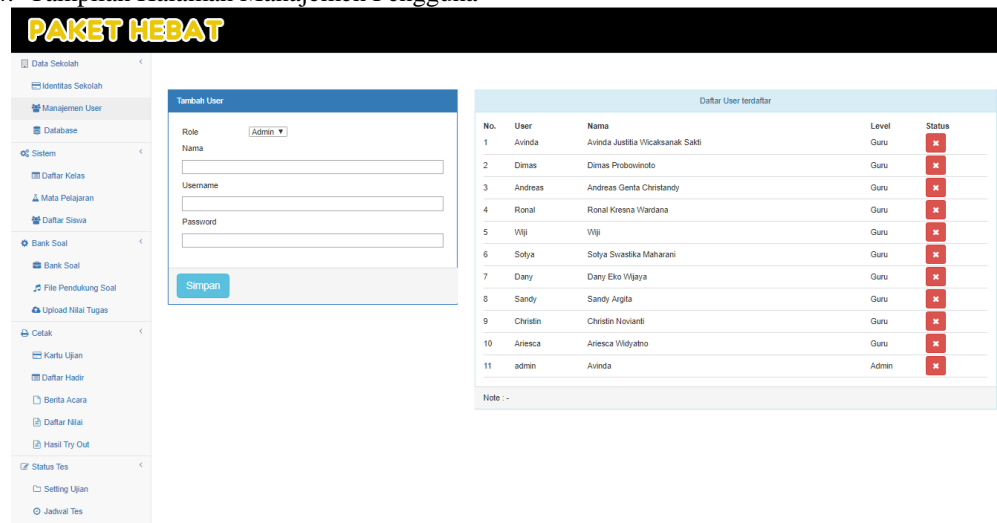 Tampilan Halaman Manajemen Pengguna
PAKET HEBAT
Data Sekolah
Identitas Sekolah
Manajemen User
Database
Sistem
Daftar Kelas
Mata Pelajaran
Daftar Siswa
Bank Soal
Bank Soal
File Pendukung Soal
Upload Nilai Tugas
Cetak
Kartu Ujian
Daftar Hadir
Berita Acara
Daftar Nilai
Hasil Try Out
Status Tes
Setting Ujian
Jadwal Tes
Tambah User
Role Admin
Nama
Username
Password
Simpan
Daftar User terdaftar
No. User Nama Level Status
1 Avinda Avinda Justitia Wicaksanak Sakti Guru
2 Dimas Dimas Probowinoto Guru
3 Andreas Andreas Genta Christandy Guru
4 Ronal Ronal Kresna Wardana Guru
5 Wiji Wiji Guru
6 Sotya Sotya Swastika Maharani Guru
7 Dany Dany Eko Wijaya Guru
8 Sandy Sandy Argita Guru
9 Christin Christin Novianti Guru
10 Ariesca Ariesca Widyatno Guru
11 admin Avinda Admin
Note : -